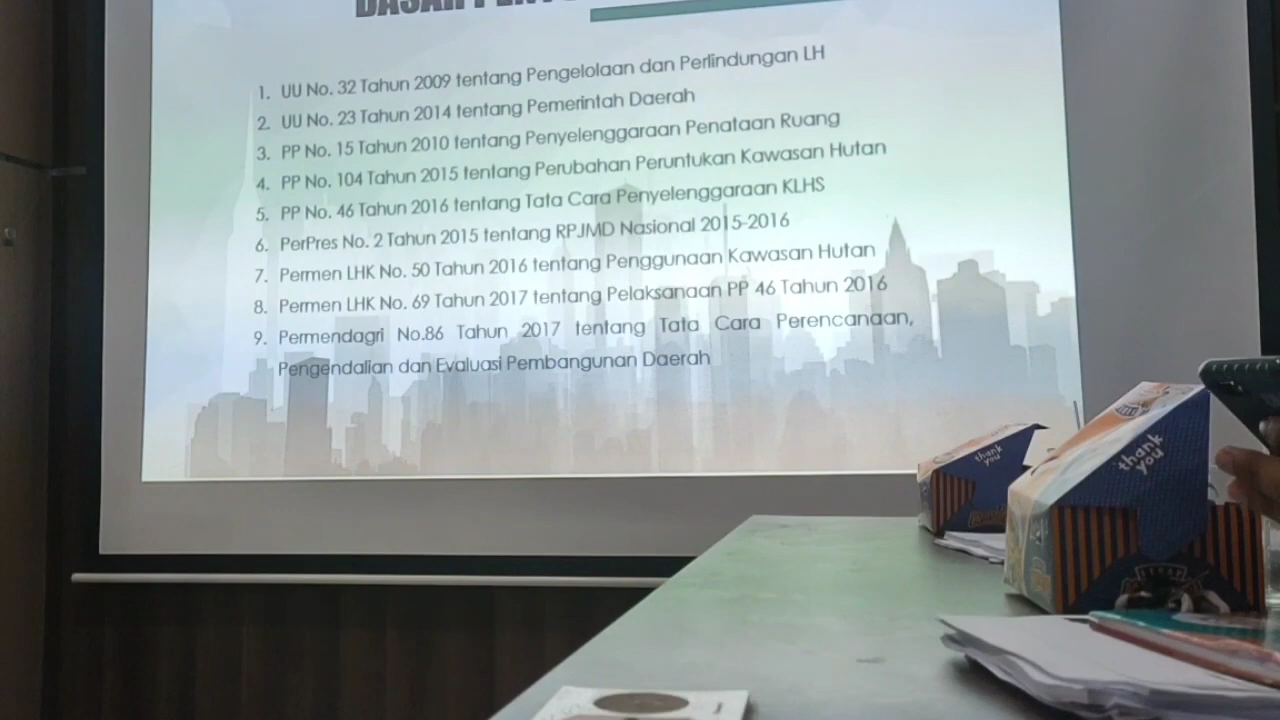 DASAR
1. UU No. 32 Tahun 2009 tentang Pengelolaan dan Perlindungan LH
2. UU No. 23 Tahun 2014 tentang Pemerintah Daerah
3. PP No. 15 Tahun 2010 tentang Penyelenggaraan Penataan Ruang
4. PP No. 104 Tahun 2015 tentang Perubahan Peruntukan Kawasan Hutan
5. PP No. 46 Tahun 2016 tentang Tata Cara Penyelenggaraan KLHS
6. PerPres No. 2 Tahun 2015 tentang RPJMD Nasional 2015-2016
7. Permen LHK No. 50 Tahun 2016 tentang Penggunaan Kawasan Hutan
8. Permen LHK No. 69 Tahun 2017 tentang Pelaksanaan PP 46 Tahun 2016
9. Permendagri No.86 Tahun 2017 tentang Tata Cara Perencanaan,
Pengendalian dan Evaluasi Pembangunan Daerah
thank
you
thank
you